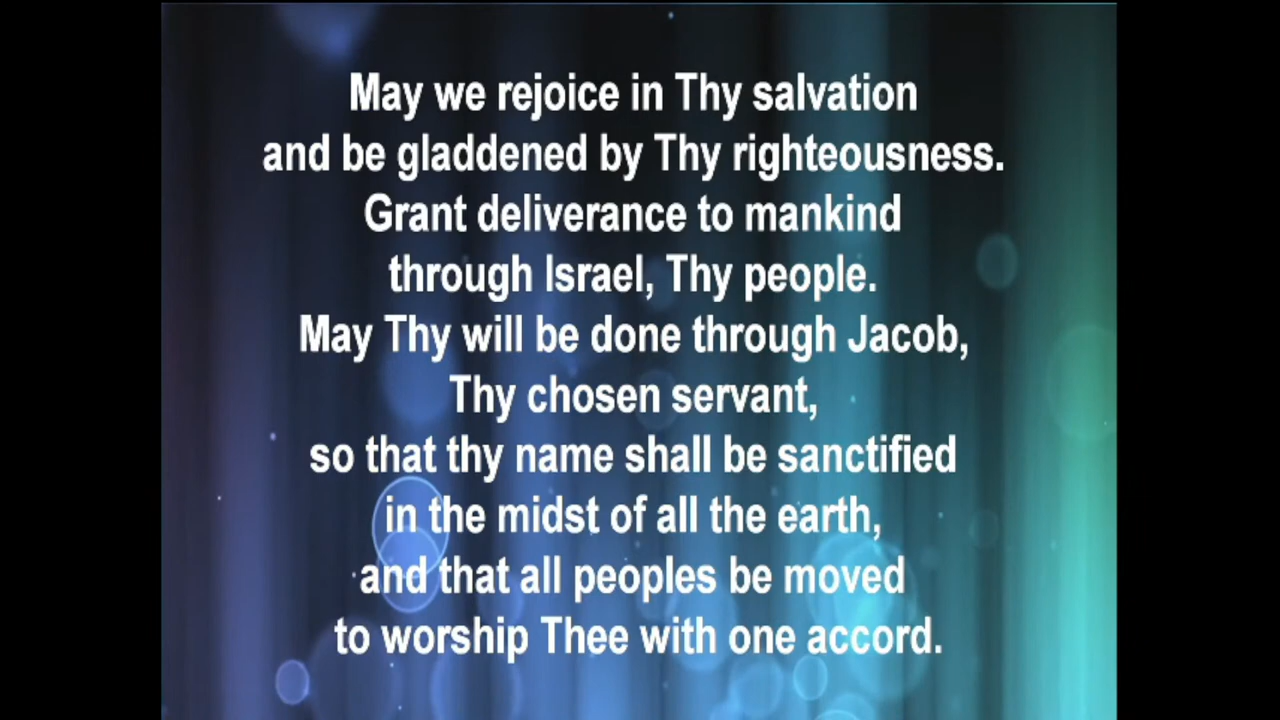 May we rejoice in Thy salvation
and be gladdened by Thy righteousness.
Grant deliverance to mankind
through Israel, Thy people.
May Thy will be done through Jacob,
Thy chosen servant,
so that thy name shall be sanctified
in the midst of all the earth,
and that all peoples be moved
to worship Thee with one accord.